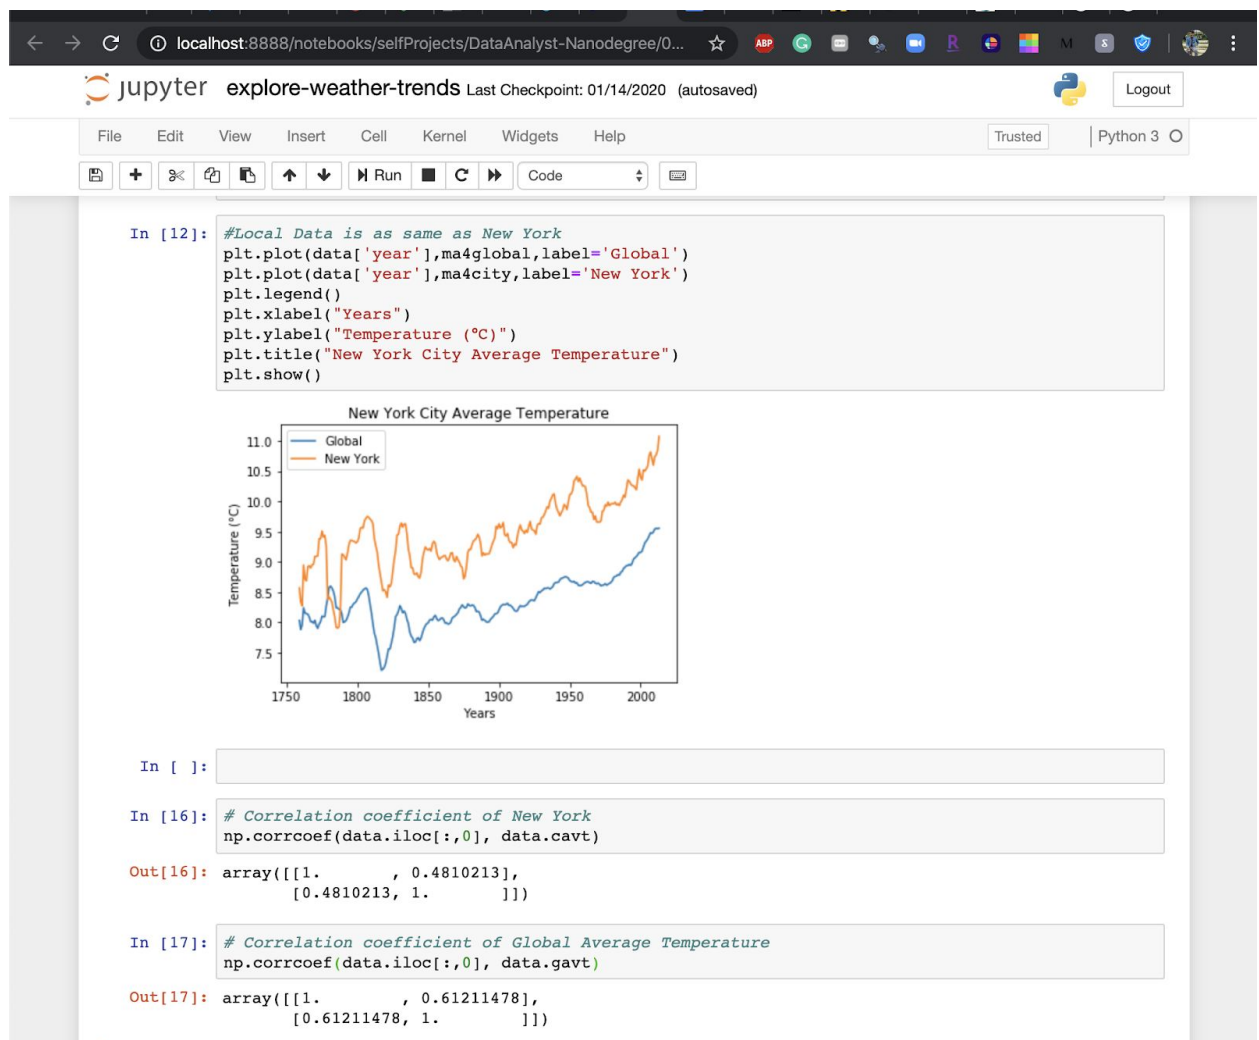 localhost:8888/notebooks/selfProjects/DataAnalyst-Nanodegree/0...
ABP
G
R
M
S
jupyter explore-weather-trends Last Checkpoint: 01/14/2020 (autosaved)
Logout
File Edit View Insert Cell Kernel Widgets Help
Trusted
Python 3
Run
Code
In [12]:
#Local Data is as same as New York
plt.plot(data['year'],ma4global,label='Global')
plt.plot(data['year'],ma4city,label='New York')
plt.legend()
plt.xlabel("Years")
plt.ylabel("Temperature (°C)")
plt.title("New York City Average Temperature")
plt.show()
New York City Average Temperature
Global
New York
11.0
10.5
10.0
9.5
9.0
8.5
8.0
7.5
Temperature (°C)
1750 1800 1850 1900 1950 2000
Years
In [ ]:
In [16]:
# Correlation coefficient of New York
np.corrcoef(data.iloc[:,0], data.cavt)
Out[16]:
array([[1.       , 0.4810213],
[0.4810213, 1.       ]])
In [17]:
# Correlation coefficient of Global Average Temperature
np.corrcoef(data.iloc[:,0], data.gavt)
Out[17]:
array([[1.        , 0.61211478],
[0.61211478, 1.        ]])